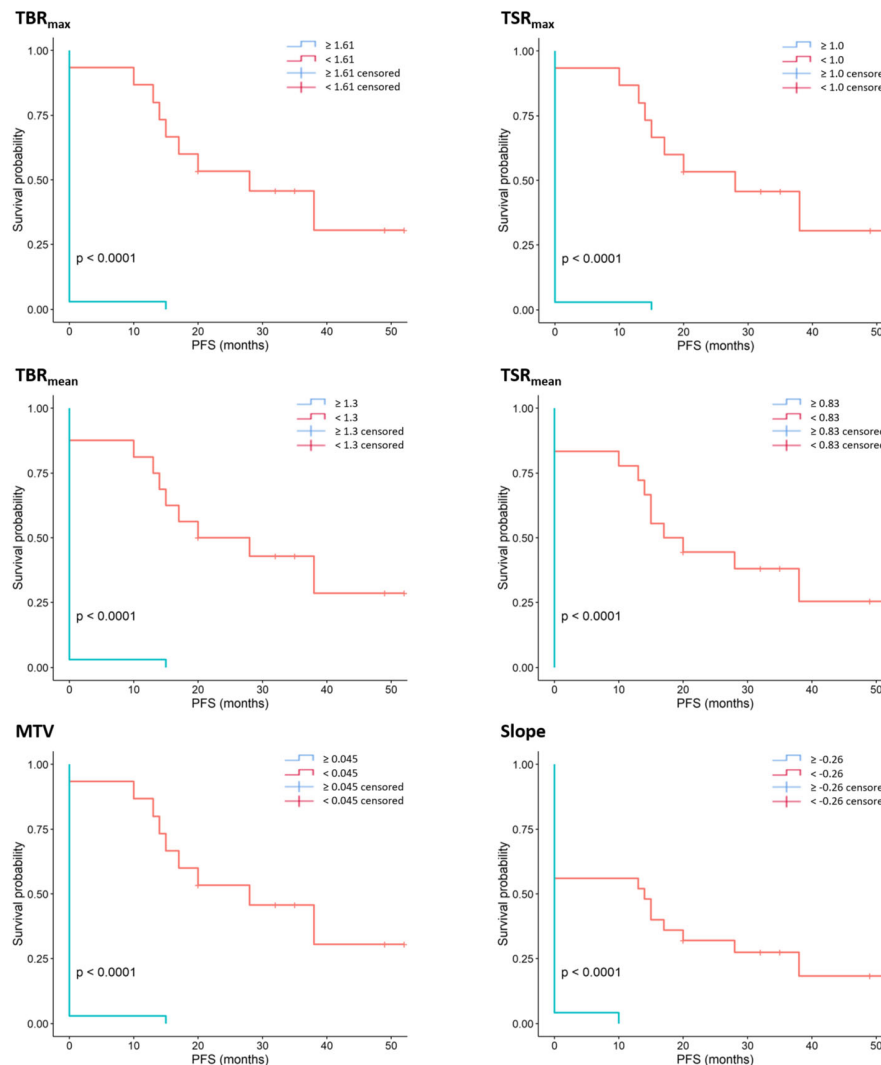 TBRmax
≥ 1.61
< 1.61
≥ 1.61 censored
< 1.61 censored
1.00
0.75
0.50
0.25
0.00
Survival probability
p < 0.0001
0 10 20 30 40 50
PFS (months)
TSRmax
≥ 1.0
< 1.0
≥ 1.0 censored
< 1.0 censored
1.00
0.75
0.50
0.25
0.00
Survival probability
p < 0.0001
0 10 20 30 40 50
PFS (months)
TBRmean
≥ 1.3
< 1.3
≥ 1.3 censored
< 1.3 censored
1.00
0.75
0.50
0.25
0.00
Survival probability
p < 0.0001
0 10 20 30 40 50
PFS (months)
TSRmean
≥ 0.83
< 0.83
≥ 0.83 censored
< 0.83 censored
1.00
0.75
0.50
0.25
0.00
Survival probability
p < 0.0001
0 10 20 30 40 50
PFS (months)
MTV
≥ 0.045
< 0.045
≥ 0.045 censored
< 0.045 censored
1.00
0.75
0.50
0.25
0.00
Survival probability
p < 0.0001
0 10 20 30 40 50
PFS (months)
Slope
≥ -0.26
< -0.26
≥ -0.26 censored
< -0.26 censored
1.00
0.75
0.50
0.25
0.00
Survival probability
p < 0.0001
0 10 20 30 40 50
PFS (months)